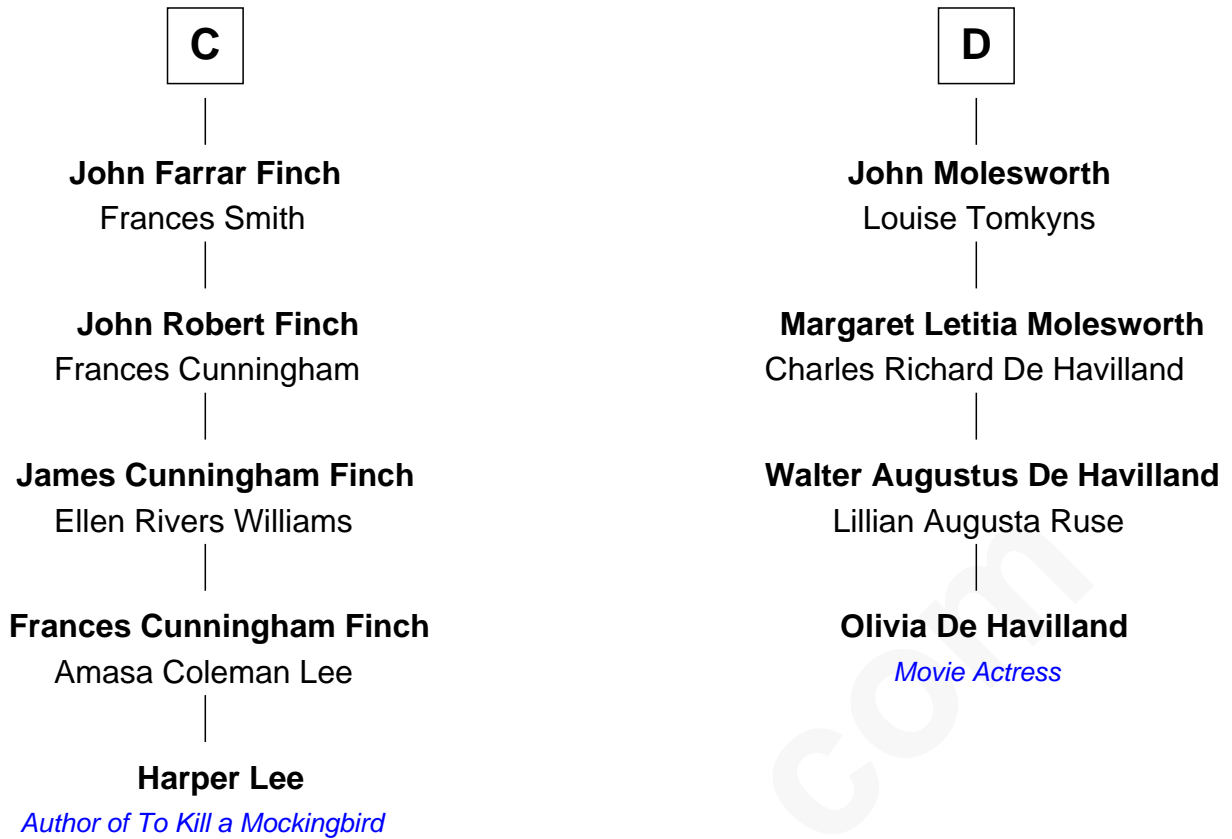 C
John Farrar Finch
Frances Smith
John Robert Finch
Frances Cunningham
James Cunningham Finch
Ellen Rivers Williams
Frances Cunningham Finch
Amasa Coleman Lee
Harper Lee
Author of To Kill a Mockingbird
D
John Molesworth
Louise Tomkyns
Margaret Letitia Molesworth
Charles Richard De Havilland
Walter Augustus De Havilland
Lillian Augusta Ruse
Olivia De Havilland
Movie Actress
com